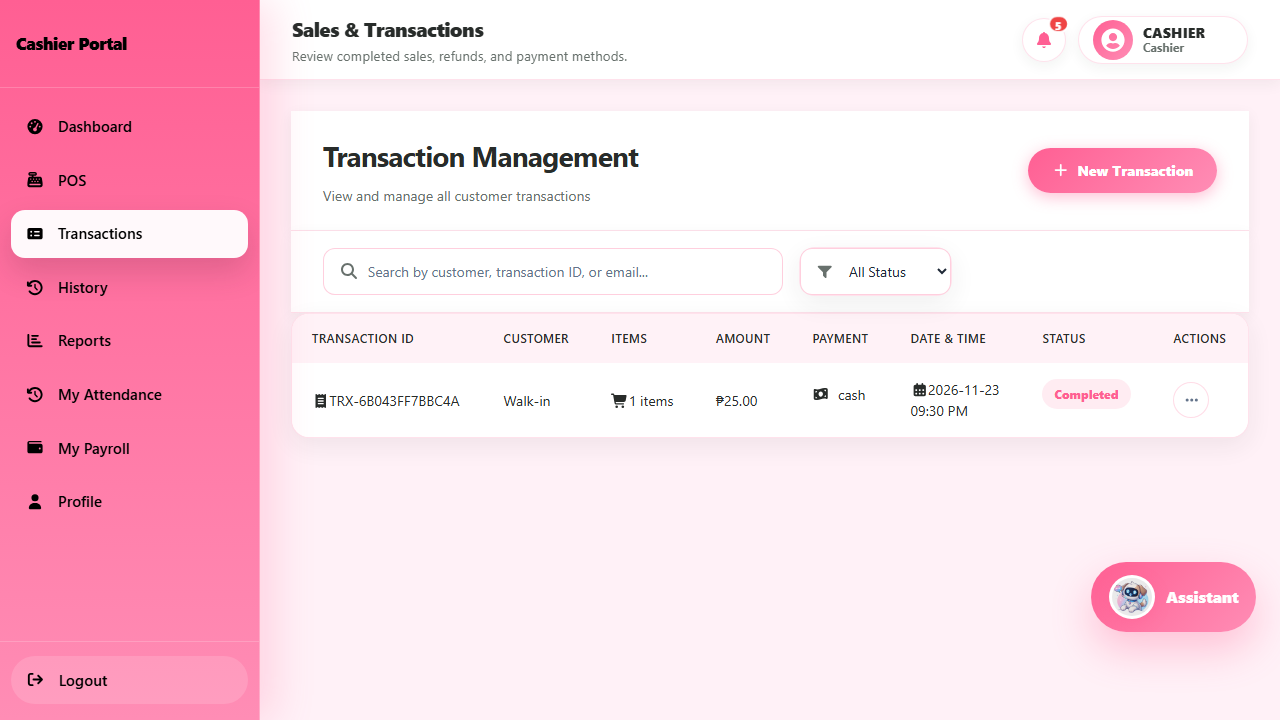 Cashier Portal
Dashboard
POS
Transactions
History
Reports
My Attendance
My Payroll
Profile
Logout
Sales & Transactions
Review completed sales, refunds, and payment methods.
5
CASHIER
Cashier
Transaction Management
View and manage all customer transactions
New Transaction
Search by customer, transaction ID, or email...
All Status
TRANSACTION ID CUSTOMER ITEMS AMOUNT PAYMENT DATE & TIME STATUS ACTIONS
TRX-6B043FF7BBC4A Walk-in 1 items ₱25.00 cash 2026-11-23
09:30 PM
Completed
Assistant